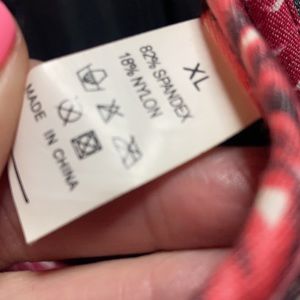 XL
82% SPANDEX
18% NYLON
MADE IN CHINA